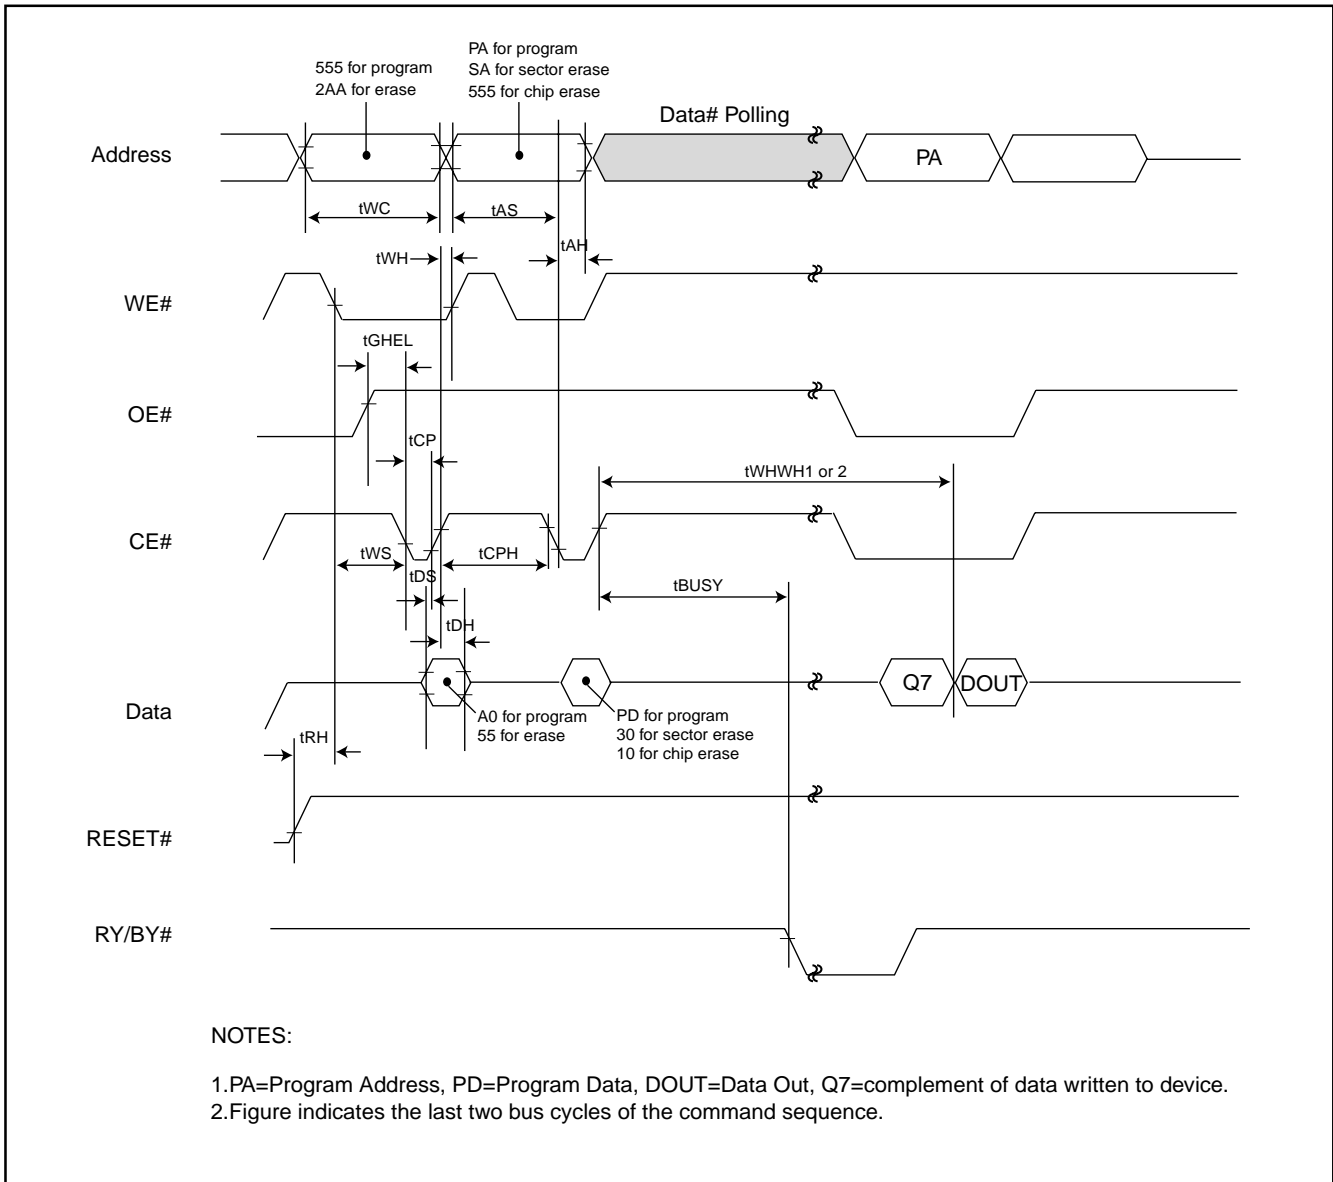 555 for program
2AA for erase
PA for program
SA for sector erase
555 for chip erase
Data# Polling
Address
PA
tWC
tAS
tAH
tWH
WE#
tGHEL
OE#
tCP
tWHWH1 or 2
CE#
tWS
tCPH
tDS
tBUSY
tDH
Q7
DOUT
Data
A0 for program
55 for erase
PD for program
30 for sector erase
10 for chip erase
tRH
RESET#
RY/BY#
NOTES:
1.PA=Program Address, PD=Program Data, DOUT=Data Out, Q7=complement of data written to device.
2.Figure indicates the last two bus cycles of the command sequence.